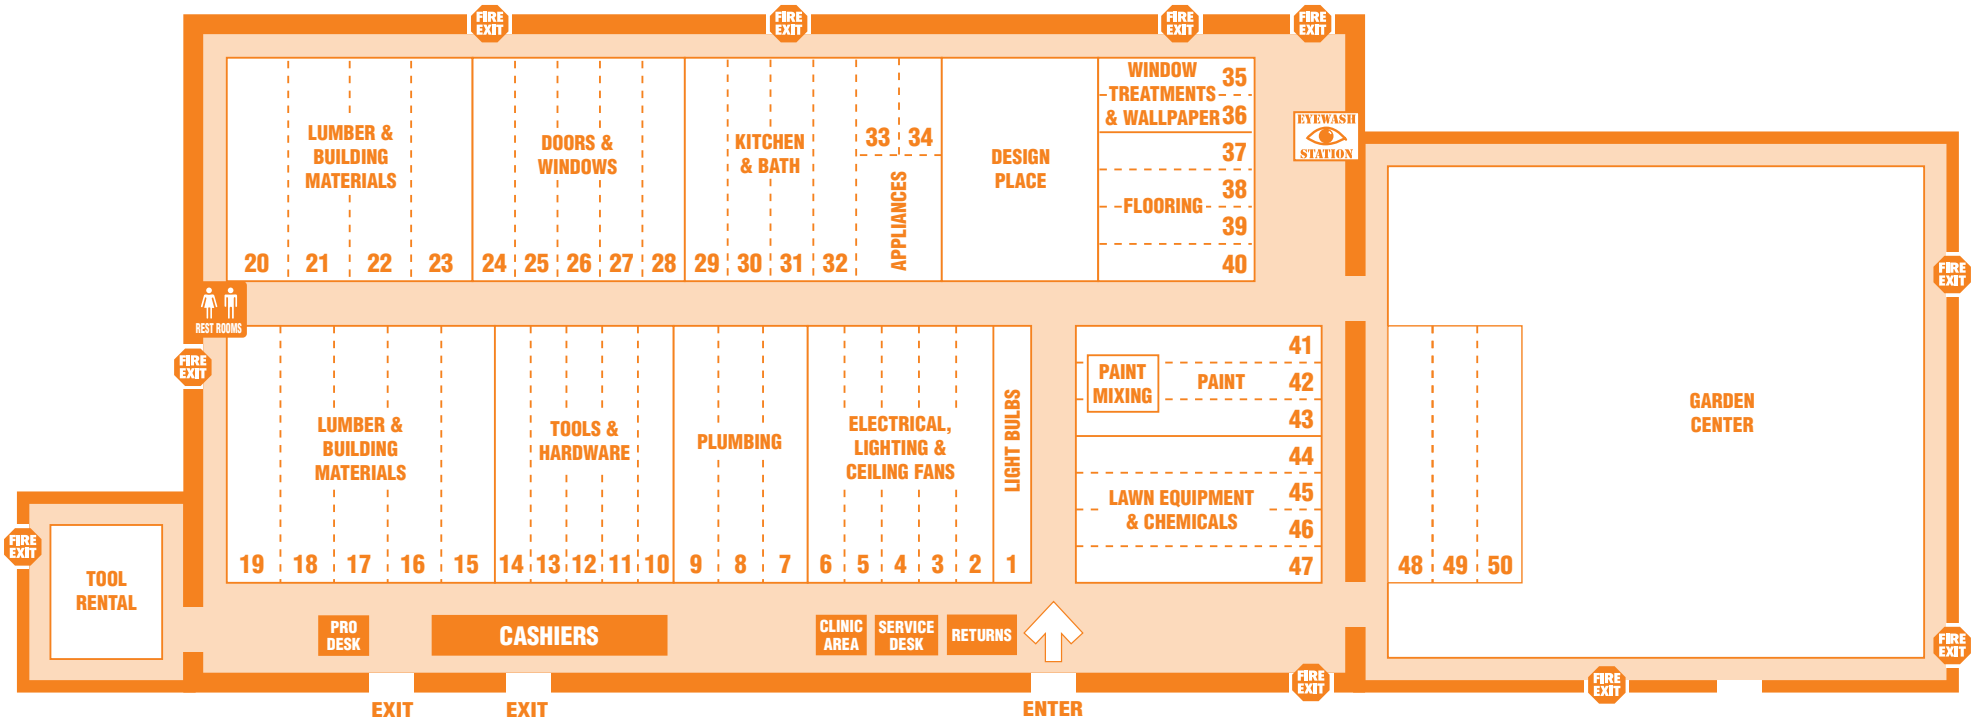 FIRE
EXIT
FIRE
EXIT
FIRE
EXIT
FIRE
EXIT
LUMBER &
BUILDING
MATERIALS
20 21 22 23
DOORS &
WINDOWS
24 25 26 27 28
KITCHEN
& BATH
29 30 31 32
33 34
APPLIANCES
DESIGN
PLACE
WINDOW
TREATMENTS
& WALLPAPER
35
36
37
38
FLOORING
39
40
EYEWASH
STATION
REST ROOMS
FIRE
EXIT
LUMBER &
BUILDING
MATERIALS
19 18 17 16 15
TOOLS &
HARDWARE
14 13 12 11 10
PLUMBING
9 8 7
ELECTRICAL,
LIGHTING &
CEILING FANS
6 5 4 3 2
LIGHT BULBS
1
PAINT
MIXING
PAINT
41
42
43
LAWN EQUIPMENT
& CHEMICALS
44
45
46
47
48 49 50
GARDEN
CENTER
FIRE
EXIT
FIRE
EXIT
TOOL
RENTAL
PRO
DESK
CASHIERS
CLINIC
AREA
SERVICE
DESK
RETURNS
FIRE
EXIT
FIRE
EXIT
FIRE
EXIT
EXIT
EXIT
ENTER